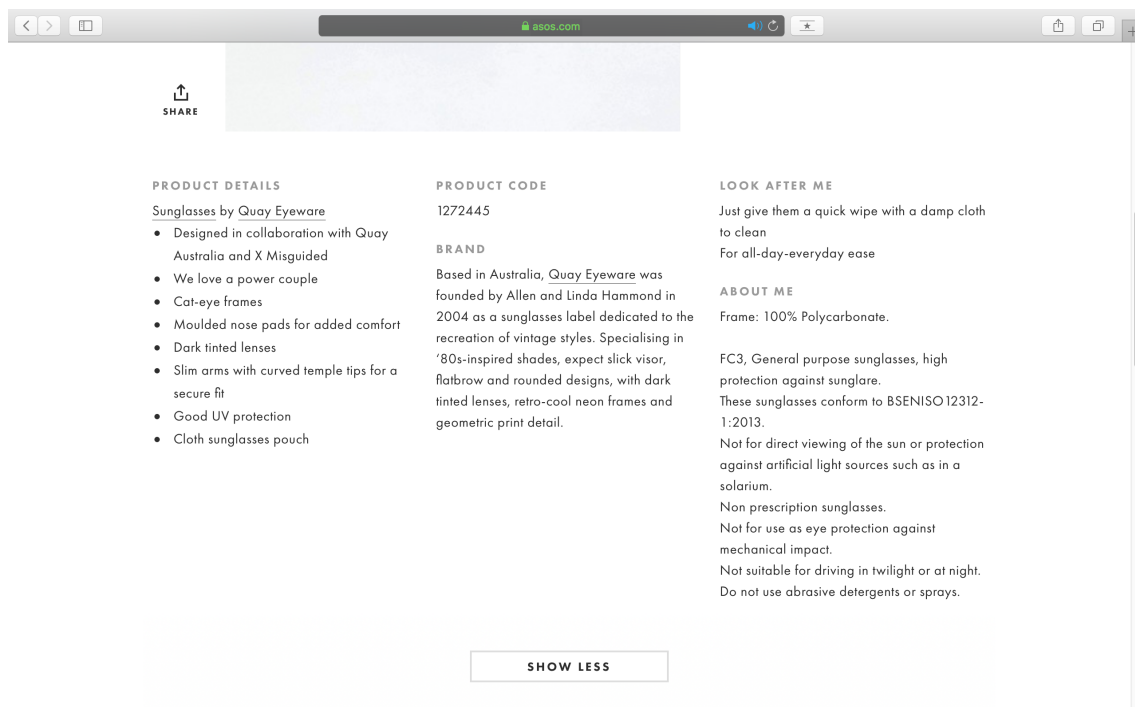 asos.com
SHARE
PRODUCT DETAILS
Sunglasses by Quay Eyeware
• Designed in collaboration with Quay
Australia and X Misguided
• We love a power couple
• Cat-eye frames
• Moulded nose pads for added comfort
• Dark tinted lenses
• Slim arms with curved temple tips for a
secure fit
• Good UV protection
• Cloth sunglasses pouch
PRODUCT CODE
1272445
BRAND
Based in Australia, Quay Eyeware was
founded by Allen and Linda Hammond in
2004 as a sunglasses label dedicated to the
recreation of vintage styles. Specialising in
’80s-inspired shades, expect slick visor,
flatbrow and rounded designs, with dark
tinted lenses, retro-cool neon frames and
geometric print detail.
LOOK AFTER ME
Just give them a quick wipe with a damp cloth
to clean
For all-day-everyday ease
ABOUT ME
Frame: 100% Polycarbonate.
FC3, General purpose sunglasses, high
protection against sunglare.
These sunglasses conform to BSENISO12312-
1:2013.
Not for direct viewing of the sun or protection
against artificial light sources such as in a
solarium.
Non prescription sunglasses.
Not for use as eye protection against
mechanical impact.
Not suitable for driving in twilight or at night.
Do not use abrasive detergents or sprays.
SHOW LESS